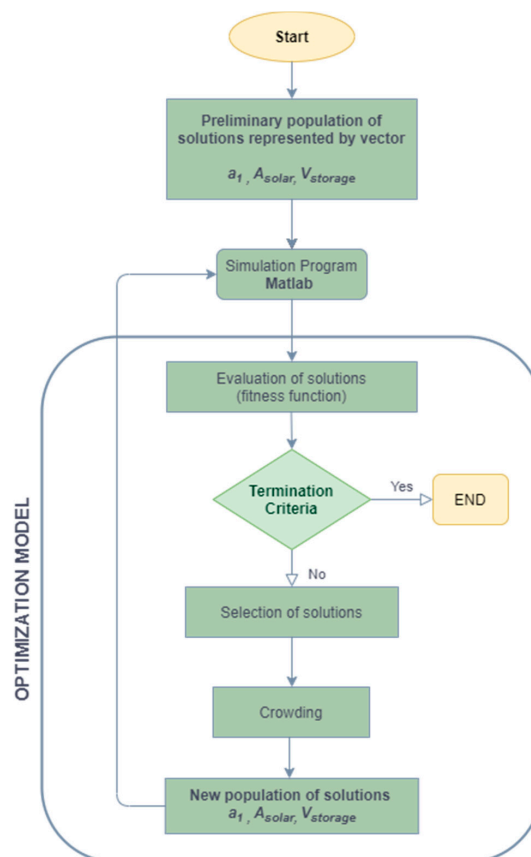 Start
Preliminary population of
solutions represented by vector
a1 , Asolar, Vstorage
Simulation Program
Matlab
Evaluation of solutions
(fitness function)
Termination
Criteria
Yes
END
No
Selection of solutions
Crowding
New population of solutions
a1 , Asolar, Vstorage
OPTIMIZATION MODEL